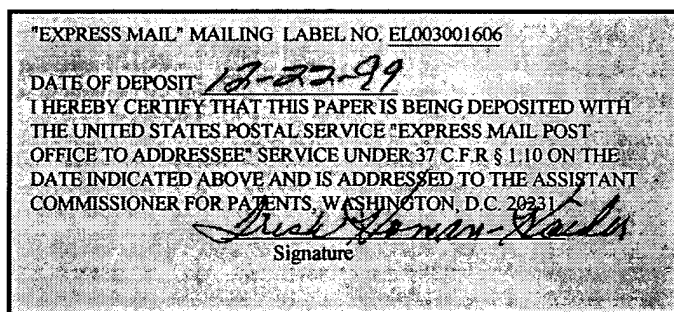 "EXPRESS MAIL" MAILING LABEL NO. EL003001606
DATE OF DEPOSIT: 12-22-99
I HEREBY CERTIFY THAT THIS PAPER IS BEING DEPOSITED WITH
THE UNITED STATES POSTAL SERVICE "EXPRESS MAIL POST
OFFICE TO ADDRESSEE" SERVICE UNDER 37 C.F.R § 1.10 ON THE
DATE INDICATED ABOVE AND IS ADDRESSED TO THE ASSISTANT
COMMISSIONER FOR PATENTS, WASHINGTON, D.C. 20231
Signature